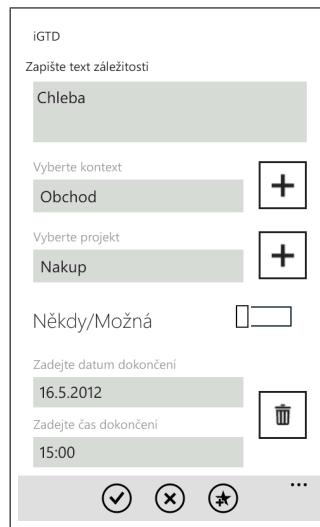 iGTD
Zapište text záležitosti
Chleba
Vyberte kontext
Obchod
Vyberte projekt
Nakup
Někdy/Možná
Zadejte datum dokončení
16.5.2012
Zadejte čas dokončení
15:00